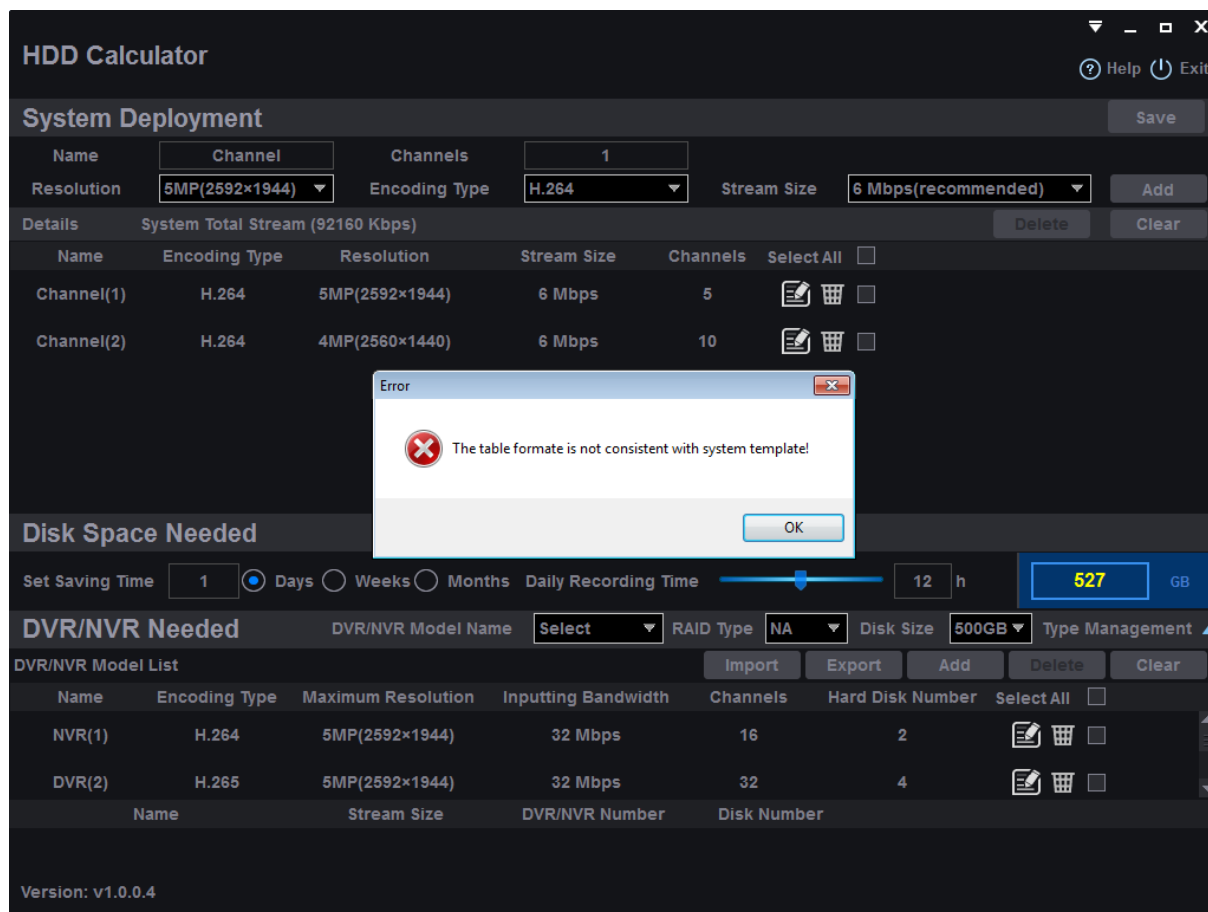 HDD Calculator
Help Exit
System Deployment Save
Name Channel Channels 1
Resolution 5MP(2592×1944) Encoding Type H.264 Stream Size 6 Mbps(recommended) Add
Details System Total Stream (92160 Kbps) Delete Clear
Name Encoding Type Resolution Stream Size Channels Select All
Channel(1) H.264 5MP(2592×1944) 6 Mbps 5
Channel(2) H.264 4MP(2560×1440) 6 Mbps 10
Error
The table formate is not consistent with system template!
OK
Disk Space Needed
Set Saving Time 1 Days Weeks Months Daily Recording Time 12 h 527 GB
DVR/NVR Needed DVR/NVR Model Name Select RAID Type NA Disk Size 500GB Type Management
DVR/NVR Model List Import Export Add Delete Clear
Name Encoding Type Maximum Resolution Inputting Bandwidth Channels Hard Disk Number Select All
NVR(1) H.264 5MP(2592×1944) 32 Mbps 16 2
DVR(2) H.265 5MP(2592×1944) 32 Mbps 32 4
Name Stream Size DVR/NVR Number Disk Number
Version: v1.0.0.4